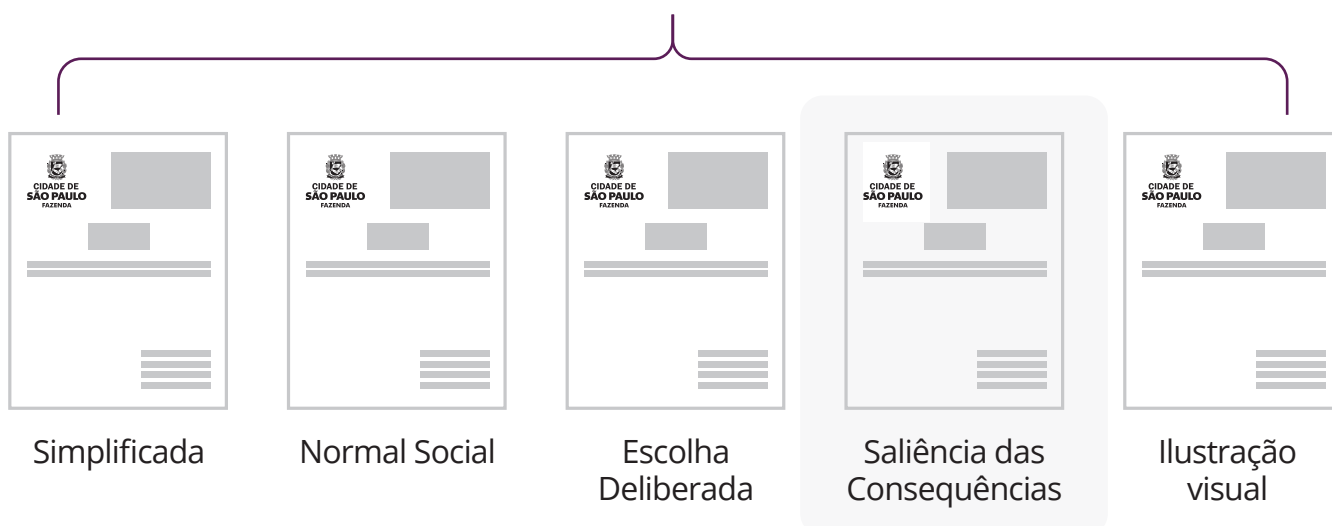 CIDADE DE
SÃO PAULO
FAZENDA
CIDADE DE
SÃO PAULO
FAZENDA
CIDADE DE
SÃO PAULO
FAZENDA
CIDADE DE
SÃO PAULO
FAZENDA
CIDADE DE
SÃO PAULO
FAZENDA
Simplificada
Normal Social
Escolha
Deliberada
Saliência das
Consequências
Ilustração
visual